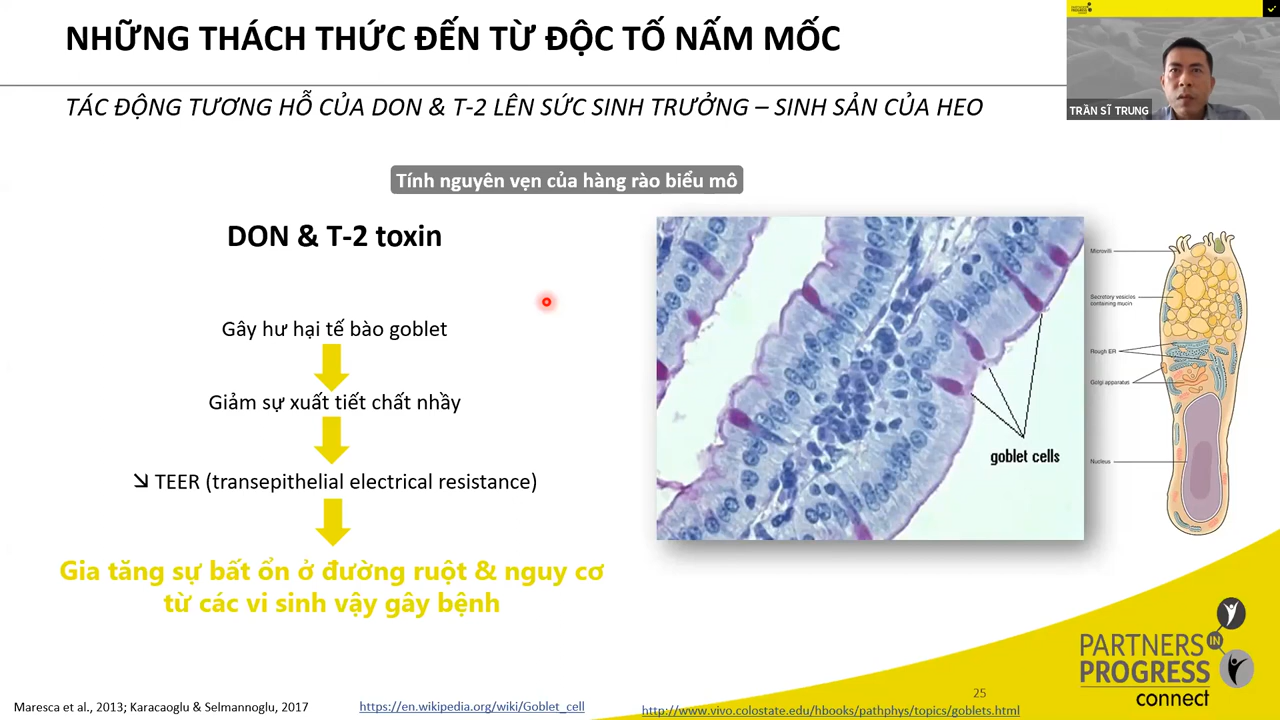 NHỮNG THÁCH THỨC ĐẾN TỪ ĐỘC TỐ NẤM MỐC
TÁC ĐỘNG TƯƠNG HỖ CỦA DON & T-2 LÊN SỨC SINH TRƯỞNG – SINH SẢN CỦA HEO
TRẦN SĨ TRUNG
Tính nguyên vẹn của hàng rào biểu mô
DON & T-2 toxin
Gây hư hại tế bào goblet
Giảm sự xuất tiết chất nhầy
↘ TEER (transepithelial electrical resistance)
Gia tăng sự bất ổn ở đường ruột & nguy cơ
từ các vi sinh vậy gây bệnh
goblet cells
Microvilli
Secretory vesicles
containing mucin
Rough ER
Golgi apparatus
Nucleus
PARTNERS
IN
PROGRESS
connect
25
Maresca et al., 2013; Karacaoglu & Selmannoglu, 2017
https://en.wikipedia.org/wiki/Goblet_cell
http://www.vivo.colostate.edu/hbooks/pathphys/topics/goblets.html